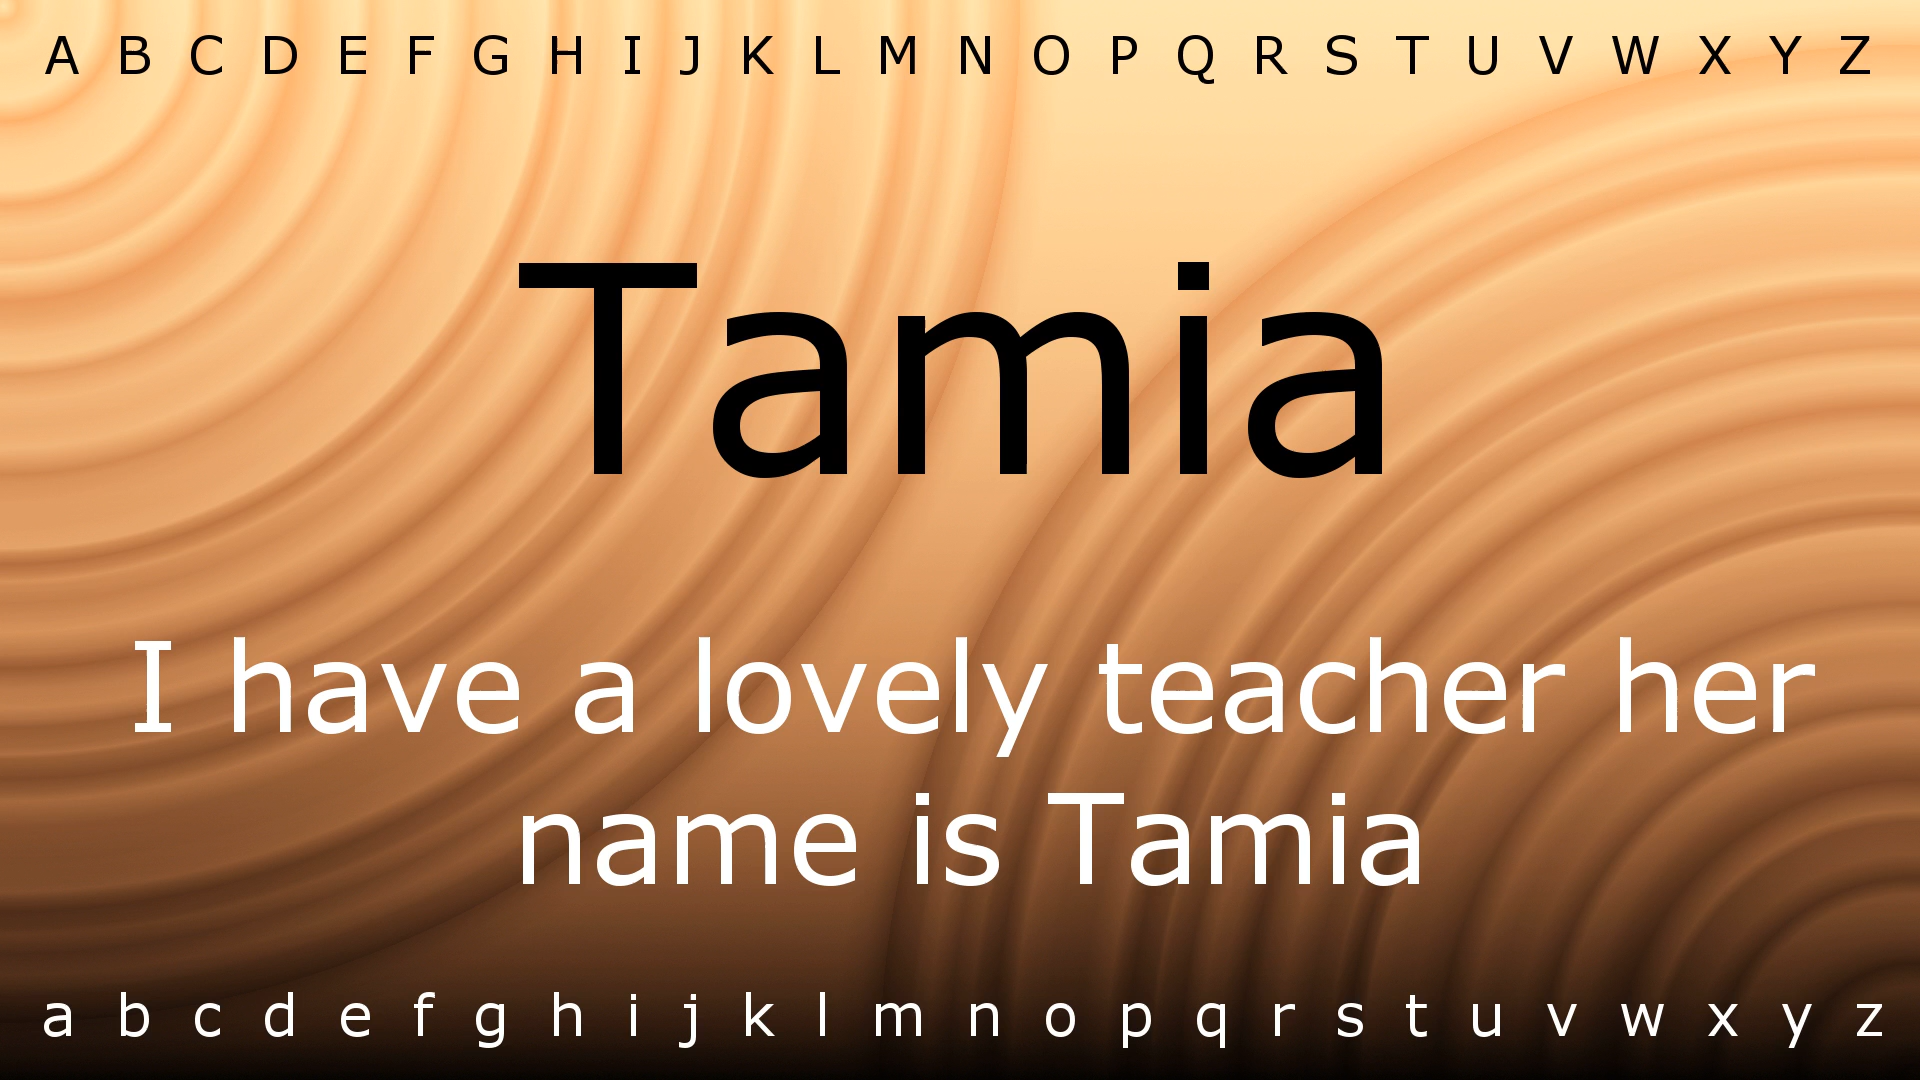 A B C D E F G H I J K L M N O P Q R S T U V W X Y Z
Tamia
I have a lovely teacher her
name is Tamia
a b c d e f g h i j k l m n o p q r s t u v w x y z